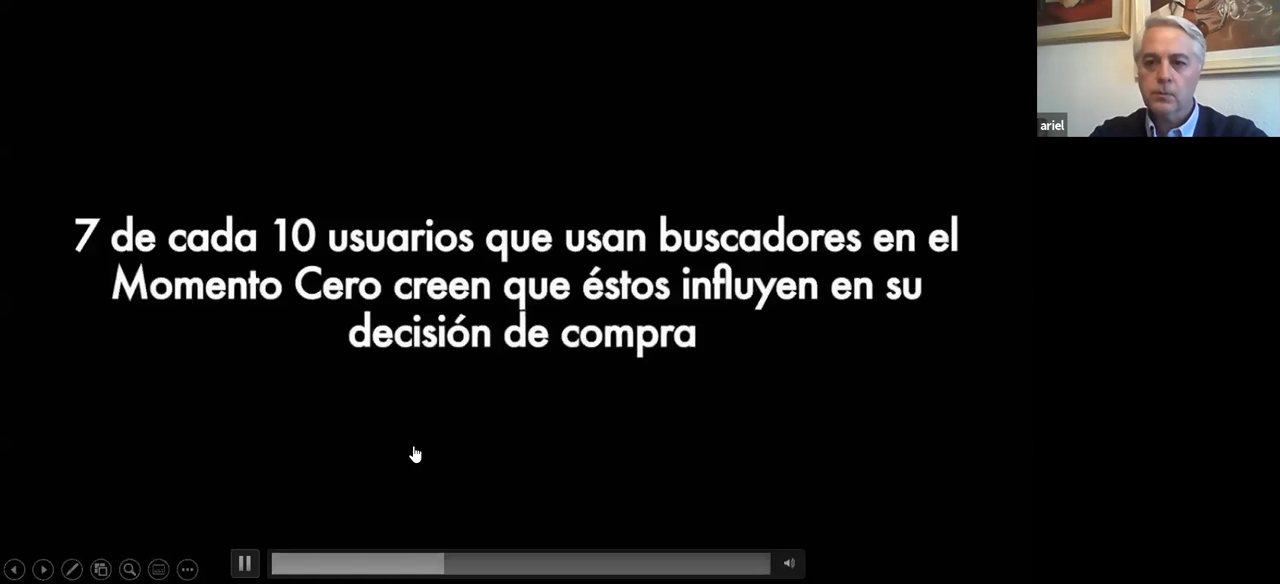 ariel
7 de cada 10 usuarios que usan buscadores en el
Momento Cero creen que éstos influyen en su
decisión de compra